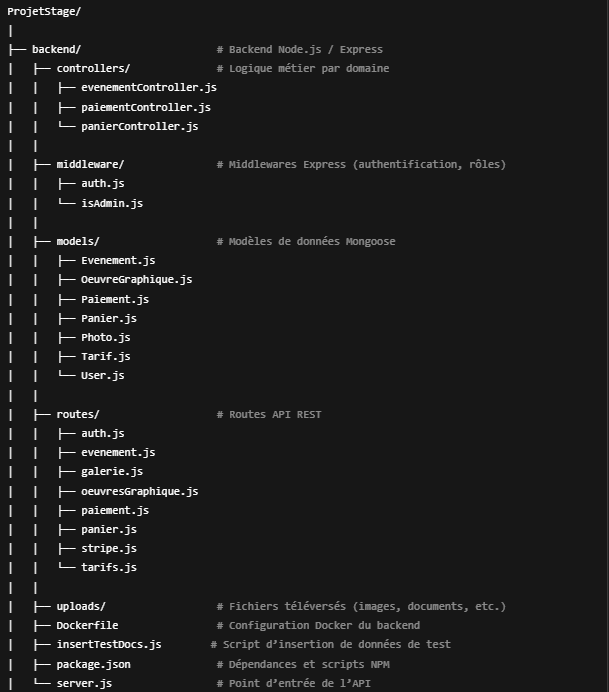 ProjetStage/
|
├── backend/                      # Backend Node.js / Express
|   ├── controllers/              # Logique métier par domaine
|   |   ├── evenementController.js
|   |   ├── paiementController.js
|   |   └── panierController.js
|   |
|   ├── middleware/               # Middlewares Express (authentification, rôles)
|   |   ├── auth.js
|   |   └── isAdmin.js
|   |
|   ├── models/                   # Modèles de données Mongoose
|   |   ├── Evenement.js
|   |   ├── OeuvreGraphique.js
|   |   ├── Paiement.js
|   |   ├── Panier.js
|   |   ├── Photo.js
|   |   ├── Tarif.js
|   |   └── User.js
|   |
|   ├── routes/                   # Routes API REST
|   |   ├── auth.js
|   |   ├── evenement.js
|   |   ├── galerie.js
|   |   ├── oeuvresGraphique.js
|   |   ├── paiement.js
|   |   ├── panier.js
|   |   ├── stripe.js
|   |   └── tarifs.js
|   |
|   ├── uploads/                  # Fichiers téléversés (images, documents, etc.)
|   ├── Dockerfile                # Configuration Docker du backend
|   ├── insertTestDocs.js        # Script d’insertion de données de test
|   ├── package.json              # Dépendances et scripts NPM
|   └── server.js                 # Point d’entrée de l’API